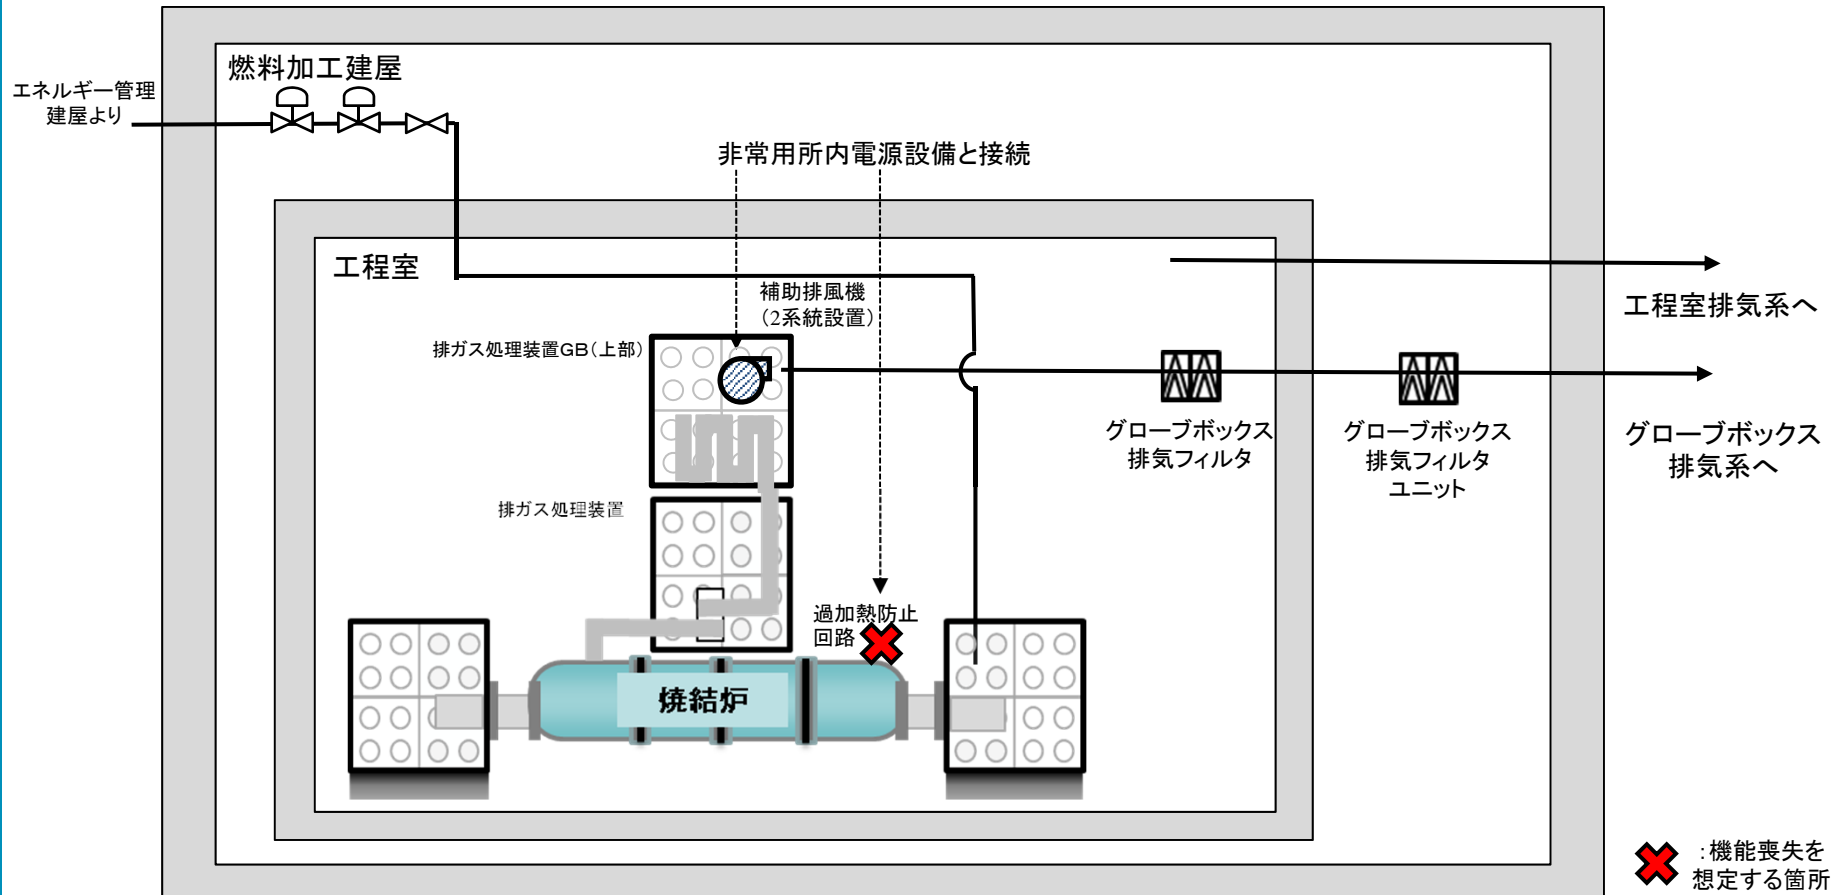 燃料加工建屋
エネルギー管理
建屋より
非常用所内電源設備と接続
工程室
補助排風機
（2系統設置）
排ガス処理装置GB（上部）
工程室排気系へ
グローブボックス
排気フィルタ
グローブボックス
排気フィルタ
ユニット
グローブボックス
排気系へ
排ガス処理装置
過加熱防止
回路
焼結炉
：機能喪失を
想定する箇所